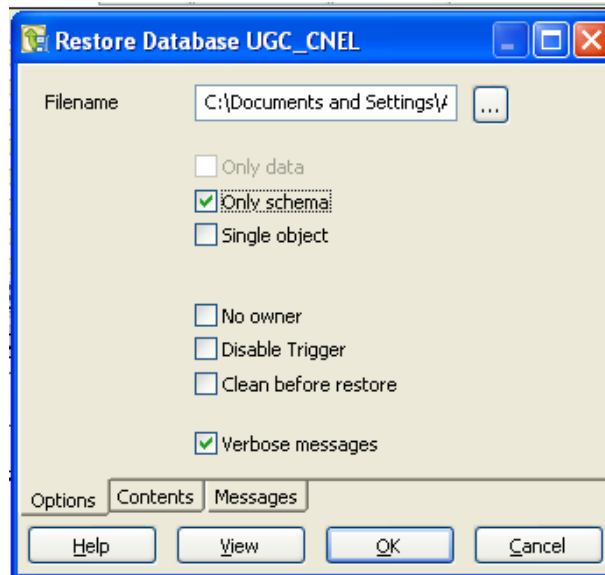 Restore Database UGC_CNEL
Filename C:\Documents and Settings\A ...
Only data
Only schema
Single object
No owner
Disable Trigger
Clean before restore
Verbose messages
Options Contents Messages
Help View OK Cancel